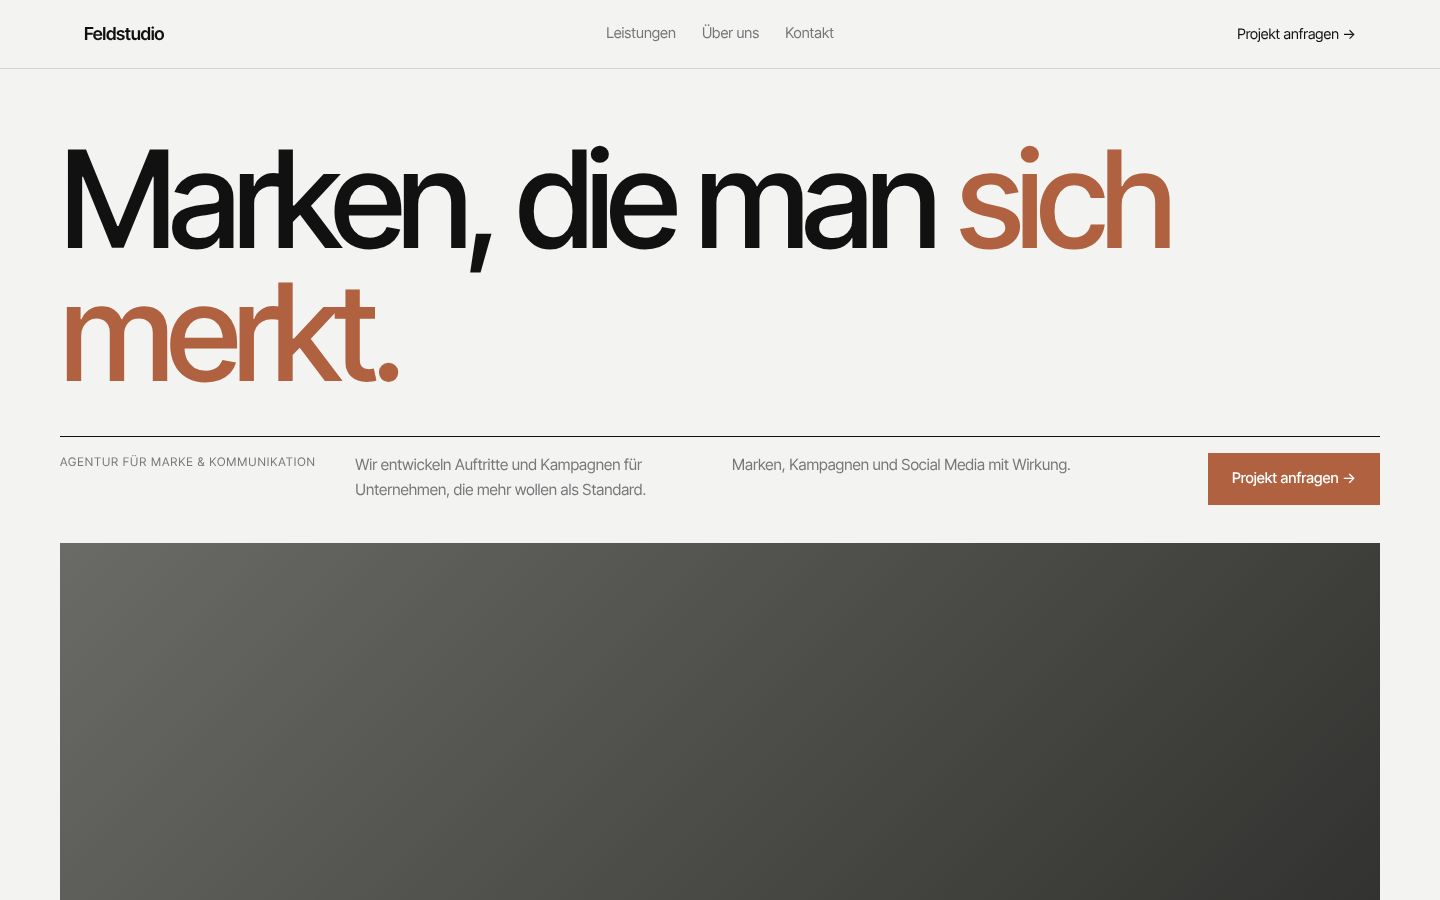 Feldstudio
Leistungen Über uns Kontakt
Projekt anfragen →
Marken, die man sich
merkt.
AGENTUR FÜR MARKE & KOMMUNIKATION
Wir entwickeln Auftritte und Kampagnen für
Unternehmen, die mehr wollen als Standard.
Marken, Kampagnen und Social Media mit Wirkung.
Projekt anfragen →